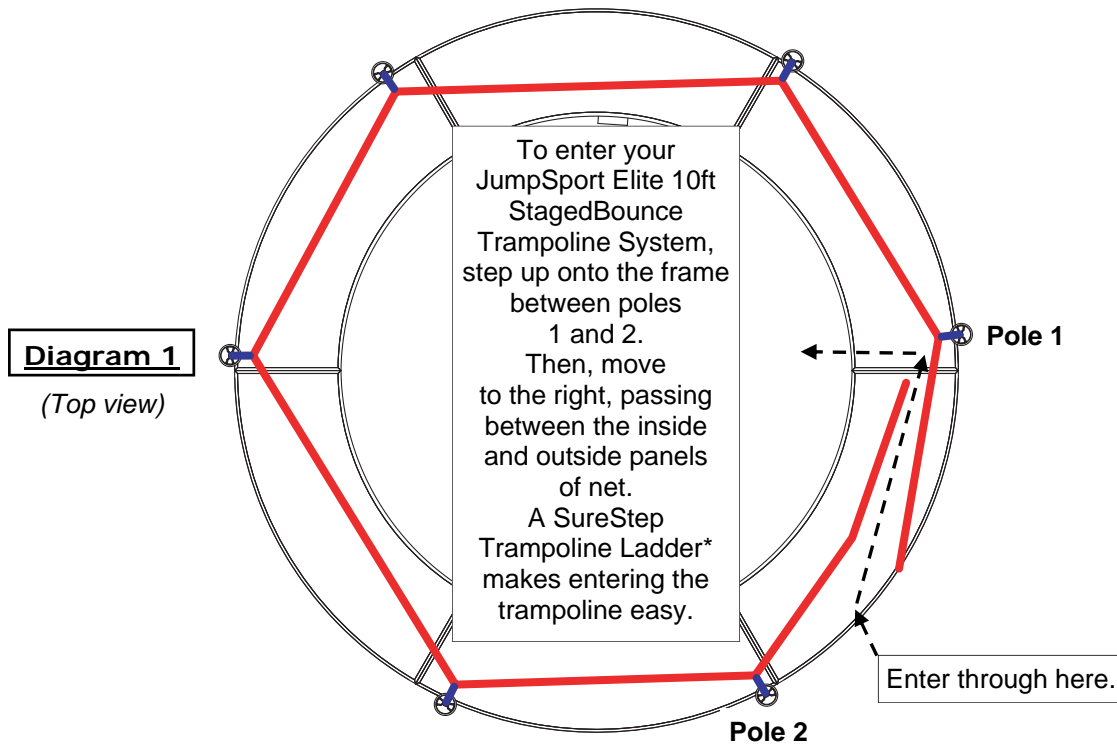 To enter your
JumpSport Elite 10ft
StagedBounce
Trampoline System,
step up onto the frame
between poles
1 and 2.
Then, move
to the right, passing
between the inside
and outside panels
of net.
A SureStep
Trampoline Ladder*
makes entering the
trampoline easy.
Diagram 1
(Top view)
Pole 1
Enter through here.
Pole 2